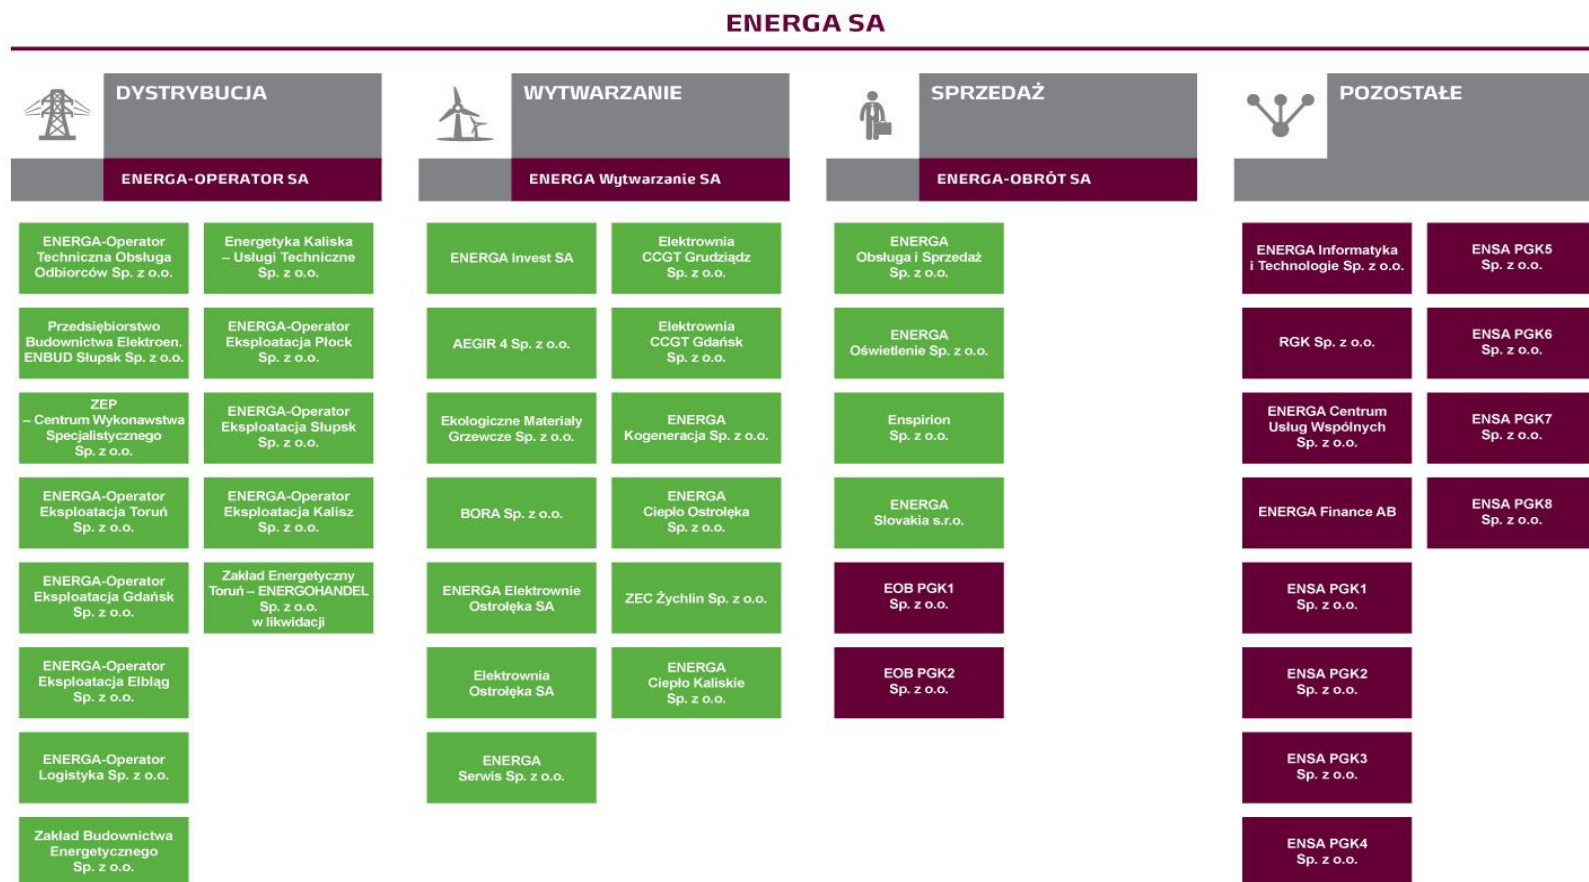 ENERGA SA
DYSTRYBUCJA
ENERGA-OPERATOR SA
ENERGA-Operator
Techniczna Obsługa
Odbiorców Sp. z o.o.
Przedsiębiorstwo
Budownictwa Elektroen.
ENBUD Słupsk Sp. z o.o.
ZEP
– Centrum Wykonawstwa
Specjalistycznego
Sp. z o.o.
ENERGA-Operator
Eksploatacja Toruń
Sp. z o.o.
ENERGA-Operator
Eksploatacja Gdańsk
Sp. z o.o.
ENERGA-Operator
Eksploatacja Elbląg
Sp. z o.o.
ENERGA-Operator
Logistyka Sp. z o.o.
Zakład Budownictwa
Energetycznego
Sp. z o.o.
Energetyka Kaliska
– Usługi Techniczne
Sp. z o.o.
ENERGA-Operator
Eksploatacja Płock
Sp. z o.o.
ENERGA-Operator
Eksploatacja Słupsk
Sp. z o.o.
ENERGA-Operator
Eksploatacja Kalisz
Sp. z o.o.
Zakład Energetyczny
Toruń – ENERGOHANDEL
Sp. z o.o.
w likwidacji
WYTWARZANIE
ENERGA Wytwarzanie SA
ENERGA Invest SA
AEGIR 4 Sp. z o.o.
Ekologiczne Materiały
Grzewcze Sp. z o.o.
BORA Sp. z o.o.
ENERGA Elektrownie
Ostrołęka SA
Elektrownia
Ostrołęka SA
ENERGA
Serwis Sp. z o.o.
Elektrownia
CCGT Grudziądz
Sp. z o.o.
Elektrownia
CCGT Gdańsk
Sp. z o.o.
ENERGA
Kogeneracja Sp. z o.o.
ENERGA
Ciepło Ostrołęka
Sp. z o.o.
ZEC Żychlin Sp. z o.o.
ENERGA
Ciepło Kaliskie
Sp. z o.o.
SPRZEDAŻ
ENERGA-OBRÓT SA
ENERGA
Obsługa i Sprzedaż
Sp. z o.o.
ENERGA
Oświetlenie Sp. z o.o.
Enspirion
Sp. z o.o.
ENERGA
Slovakia s.r.o.
EOB PGK1
Sp. z o.o.
EOB PGK2
Sp. z o.o.
POZOSTAŁE
ENERGA Informatyka
i Technologie Sp. z o.o.
RGK Sp. z o.o.
ENERGA Centrum
Usług Wspólnych
Sp. z o.o.
ENERGA Finance AB
ENSA PGK1
Sp. z o.o.
ENSA PGK2
Sp. z o.o.
ENSA PGK3
Sp. z o.o.
ENSA PGK4
Sp. z o.o.
ENSA PGK5
Sp. z o.o.
ENSA PGK6
Sp. z o.o.
ENSA PGK7
Sp. z o.o.
ENSA PGK8
Sp. z o.o.